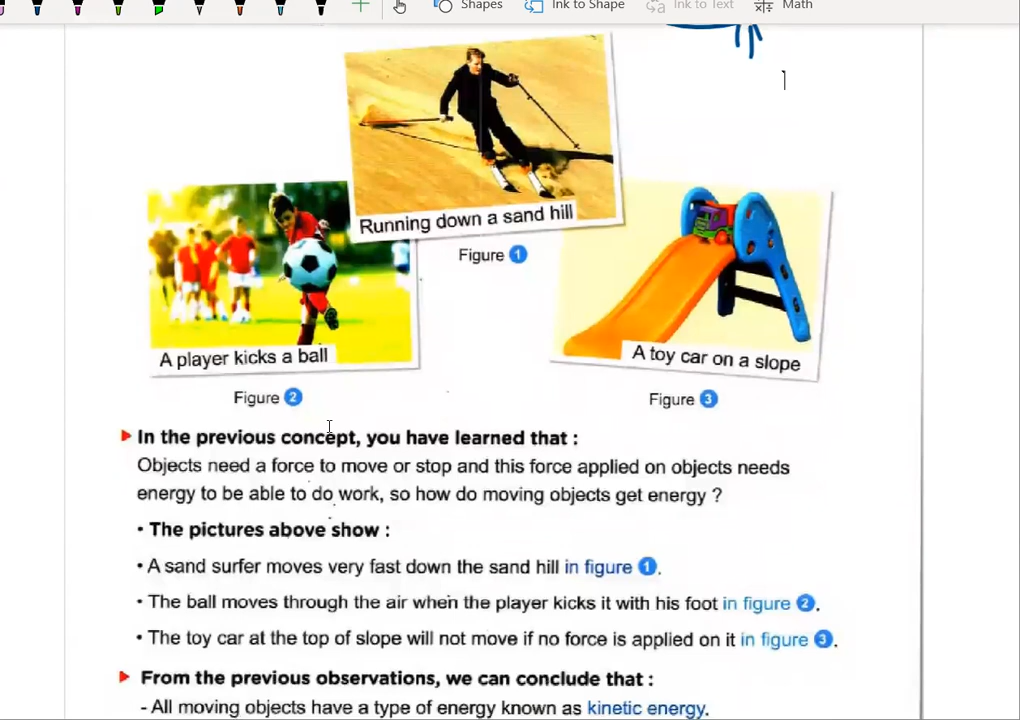 Shapes
Ink to Shape
Ink to Text
Math
Running down a sand hill
Figure 1
A player kicks a ball
Figure 2
A toy car on a slope
Figure 3
In the previous concept, you have learned that :
Objects need a force to move or stop and this force applied on objects needs
energy to be able to do work, so how do moving objects get energy ?
• The pictures above show :
• A sand surfer moves very fast down the sand hill in figure 1.
• The ball moves through the air when the player kicks it with his foot in figure 2.
• The toy car at the top of slope will not move if no force is applied on it in figure 3.
From the previous observations, we can conclude that :
- All moving objects have a type of energy known as kinetic energy.